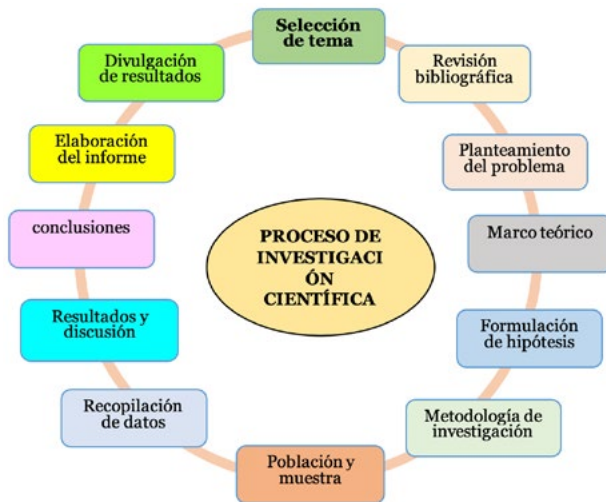 Selección
de tema
Revisión
bibliográfica
Planteamiento
del problema
Marco teórico
Formulación
de hipótesis
Metodología de
investigación
Población y
muestra
Recopilación
de datos
Resultados y
discusión
conclusiones
Elaboración
del informe
Divulgación
de resultados
PROCESO DE
INVESTIGACI
ÓN
CIENTÍFICA